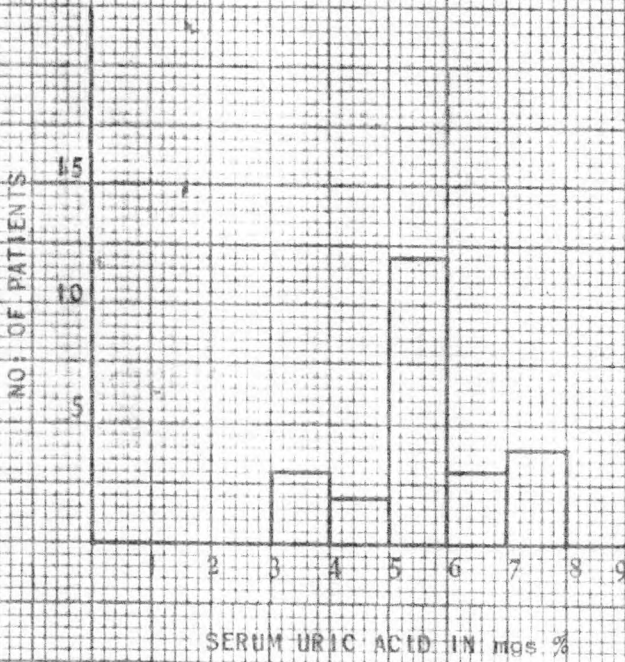 NO: OF PATIENTS
15
10
5
1 2 3 4 5 6 7 8 9
SERUM URIC ACID IN mgs %